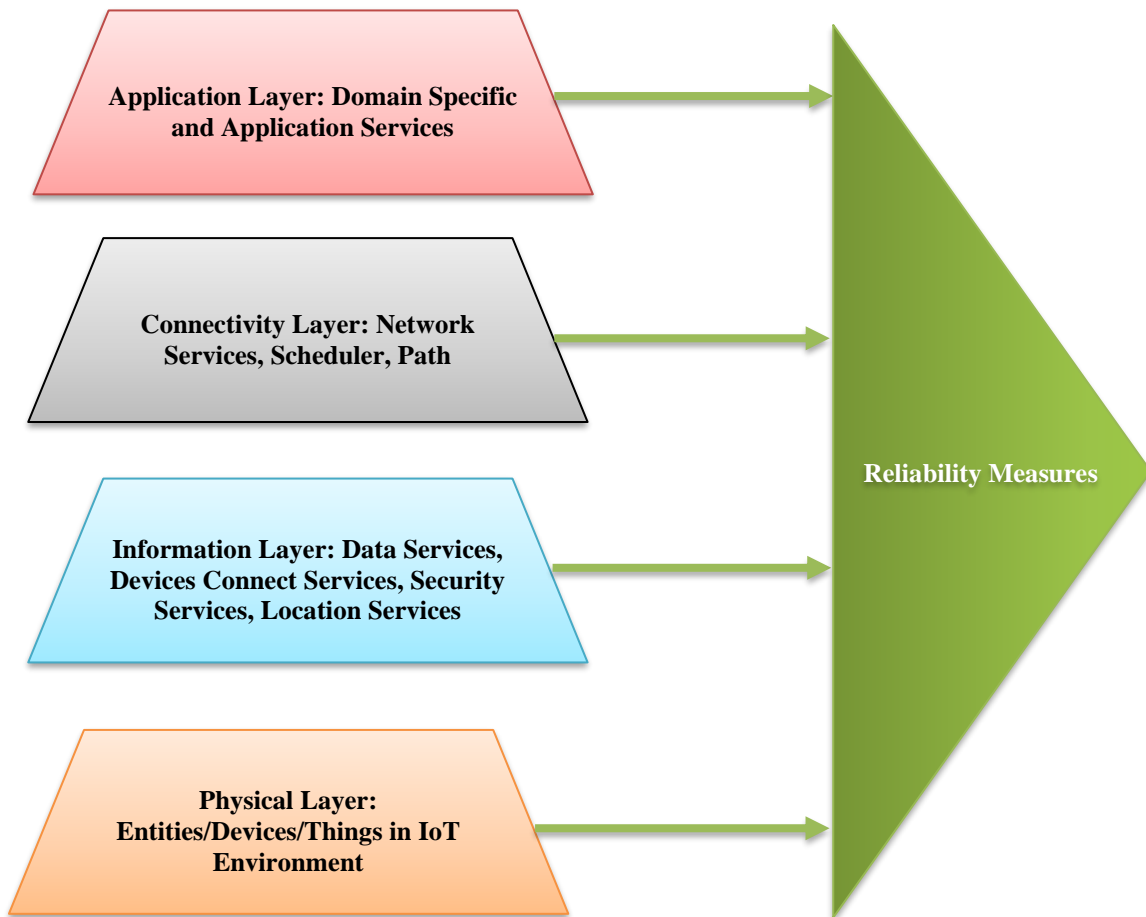 Application Layer: Domain Specific
and Application Services
Connectivity Layer: Network
Services, Scheduler, Path
Reliability Measures
Information Layer: Data Services,
Devices Connect Services, Security
Services, Location Services
Physical Layer:
Entities/Devices/Things in IoT
Environment